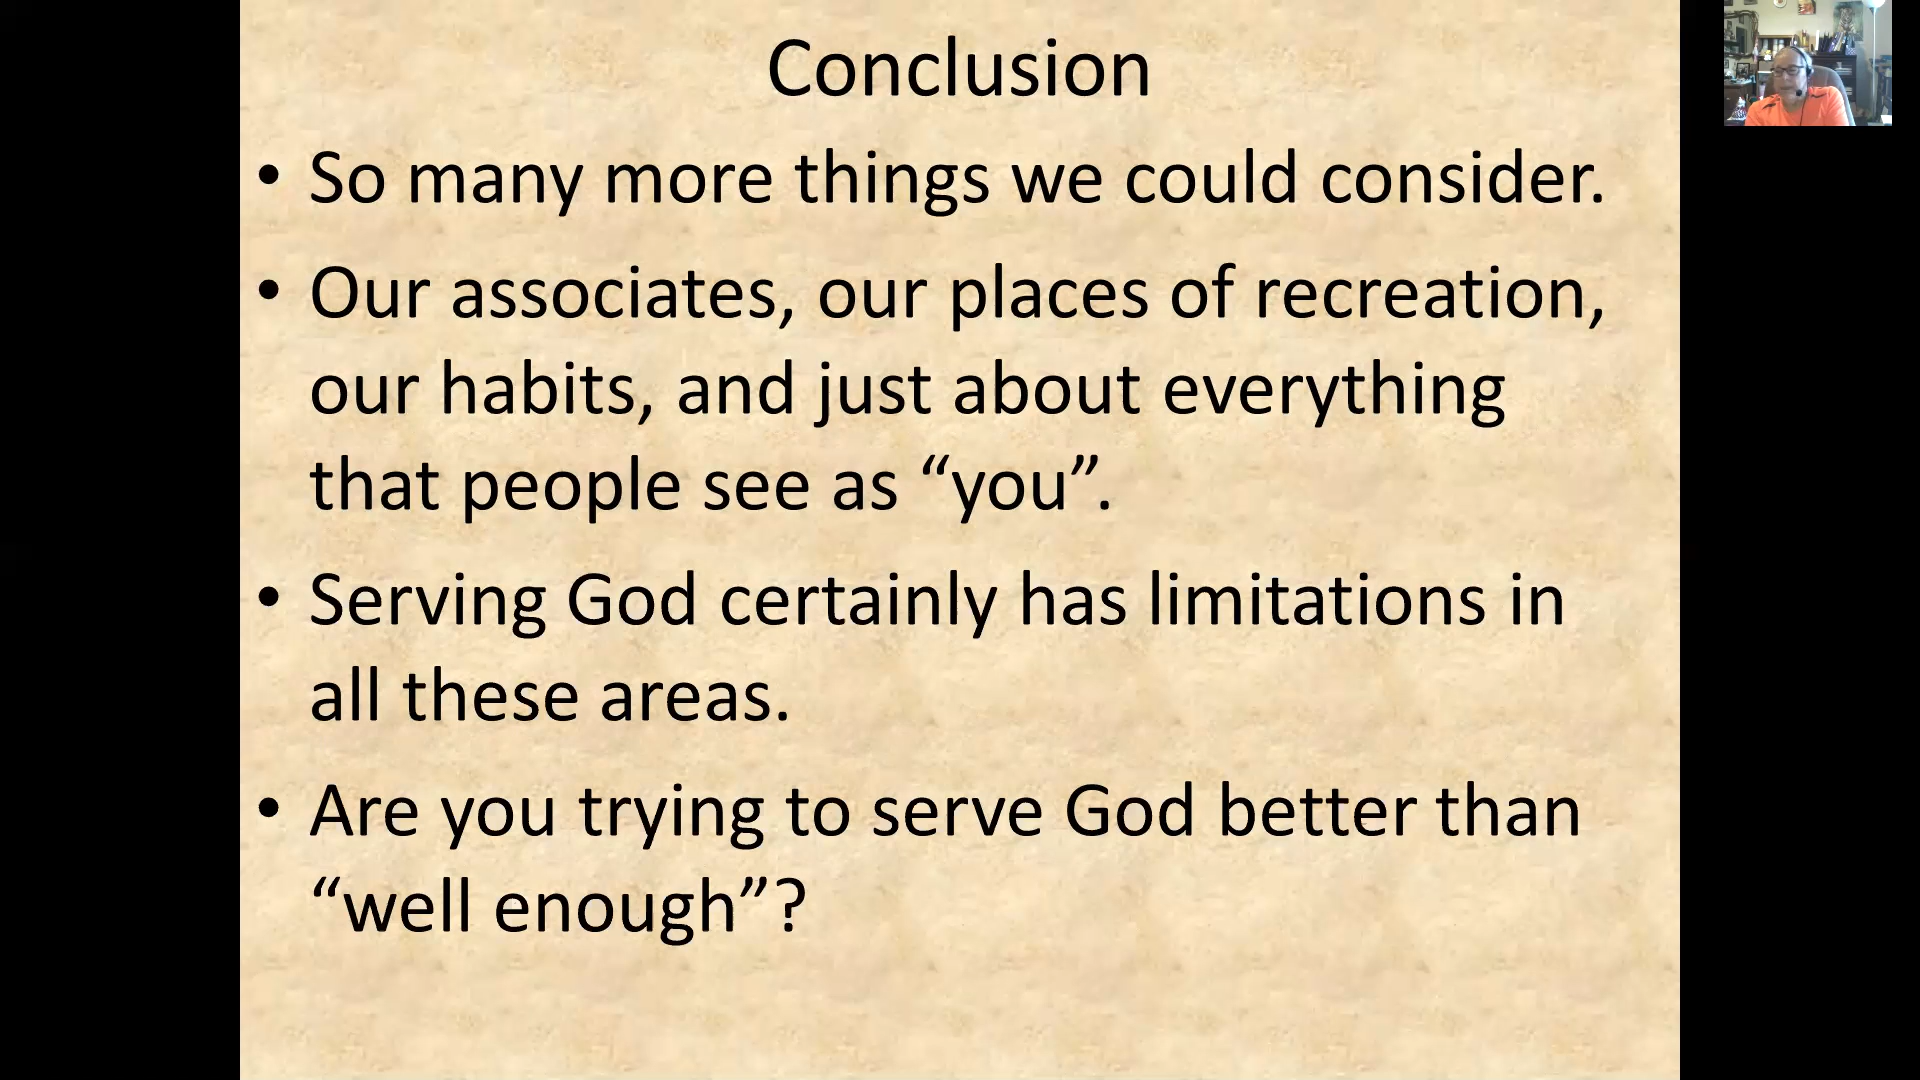 Conclusion
• So many more things we could consider.
• Our associates, our places of recreation,
our habits, and just about everything
that people see as “you”.
• Serving God certainly has limitations in
all these areas.
• Are you trying to serve God better than
“well enough”?